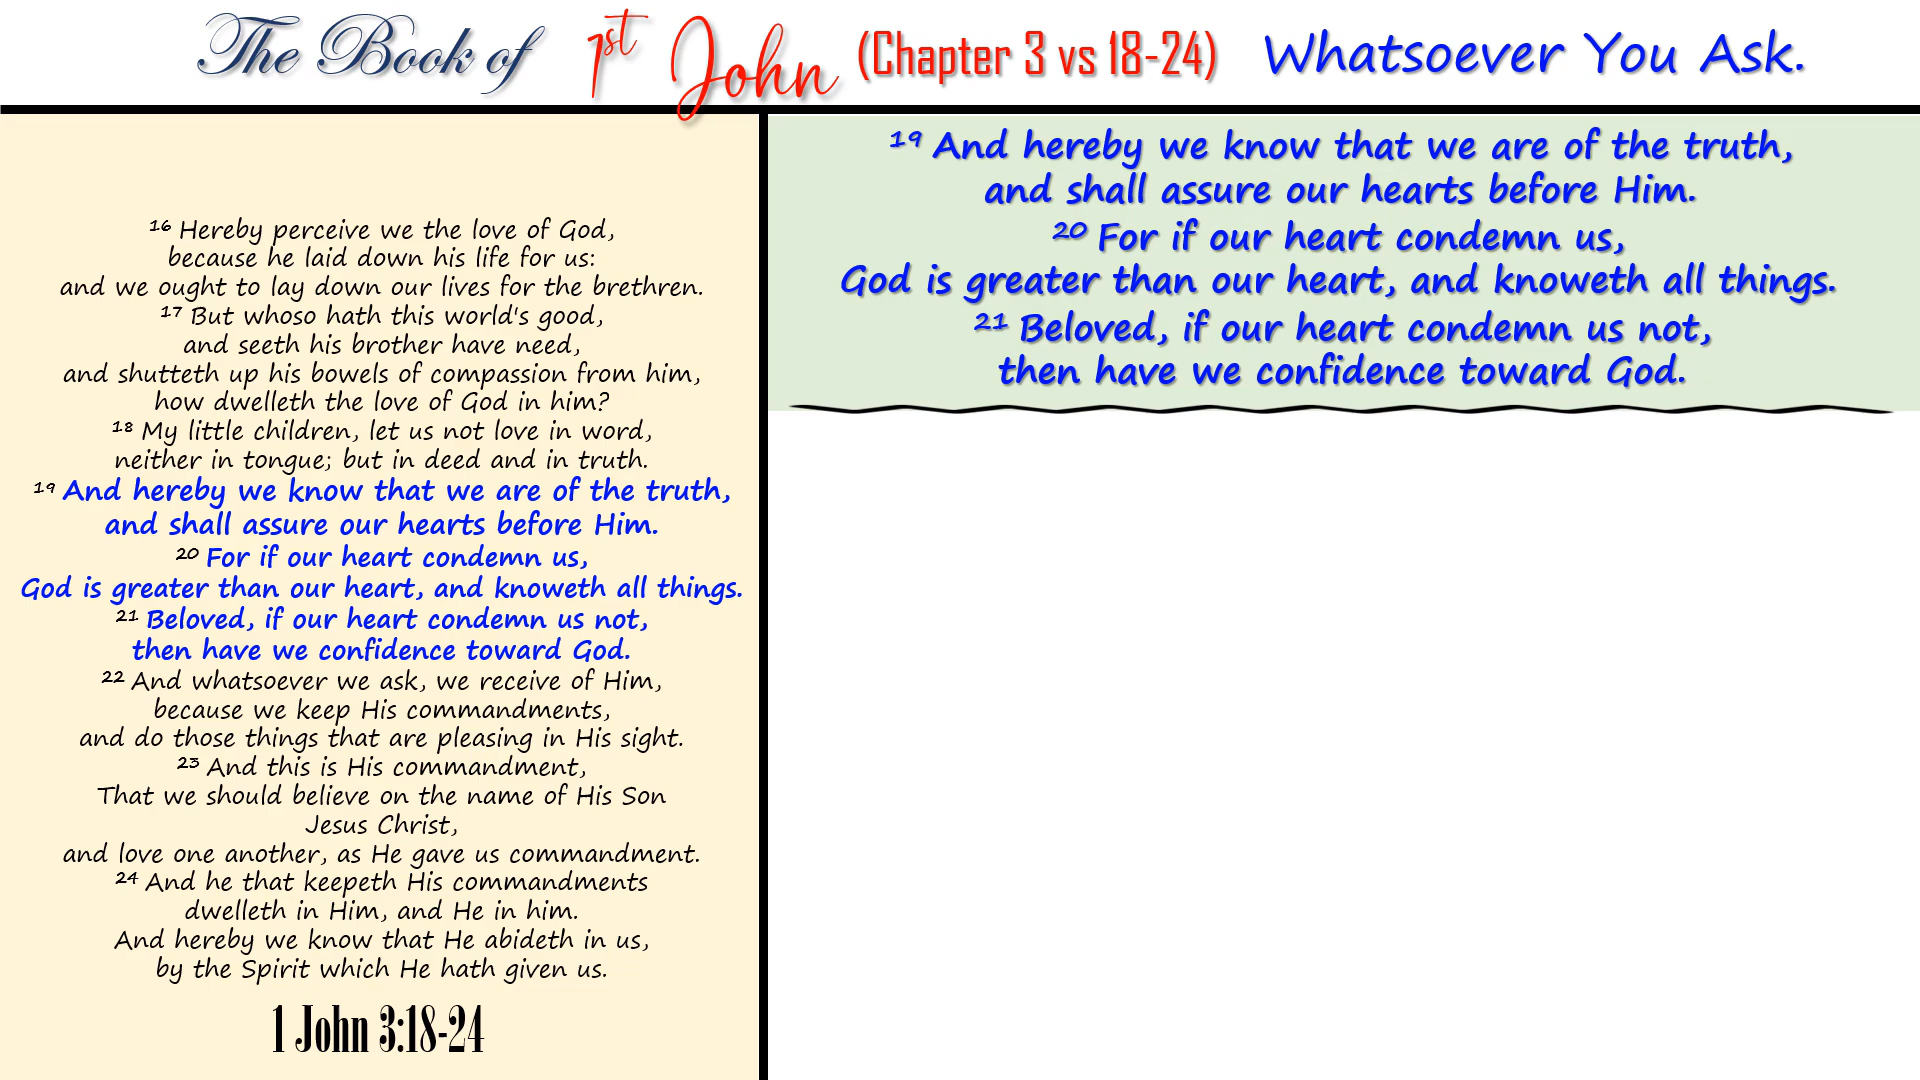 The Book of 1st John (Chapter 3 vs 18-24) Whatsoever You Ask.
16 Hereby perceive we the love of God,
because he laid down his life for us:
and we ought to lay down our lives for the brethren.
17 But whoso hath this world's good,
and seeth his brother have need,
and shutteth up his bowels of compassion from him,
how dwelleth the love of God in him?
18 My little children, let us not love in word,
neither in tongue; but in deed and in truth.
19 And hereby we know that we are of the truth,
and shall assure our hearts before Him.
20 For if our heart condemn us,
God is greater than our heart, and knoweth all things.
21 Beloved, if our heart condemn us not,
then have we confidence toward God.
22 And whatsoever we ask, we receive of Him,
because we keep His commandments,
and do those things that are pleasing in His sight.
23 And this is His commandment,
That we should believe on the name of His Son
Jesus Christ,
and love one another, as He gave us commandment.
24 And he that keepeth His commandments
dwelleth in Him, and He in him.
And hereby we know that He abideth in us,
by the Spirit which He hath given us.
1 John 3:18-24
19 And hereby we know that we are of the truth,
and shall assure our hearts before Him.
20 For if our heart condemn us,
God is greater than our heart, and knoweth all things.
21 Beloved, if our heart condemn us not,
then have we confidence toward God.